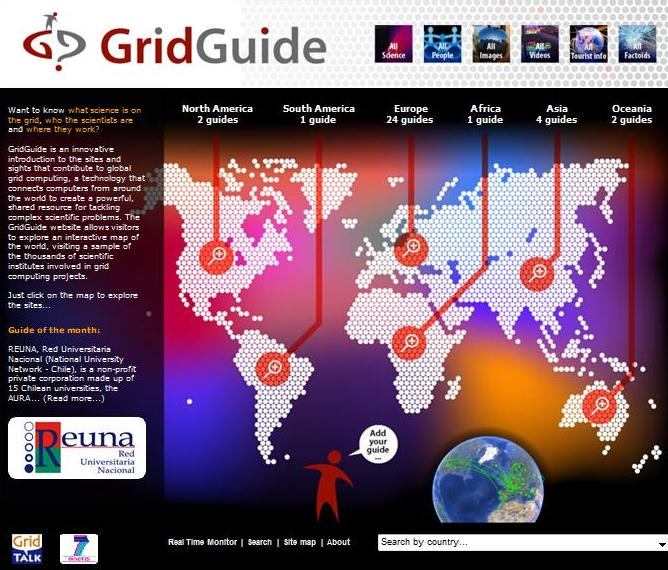 GridGuide
All Science
All People
All Images
All Videos
All Tourist info
All Factoids
Want to know what science is on
the grid, who the scientists are
and where they work?
GridGuide is an innovative
introduction to the sites and
sights that contribute to global
grid computing, a technology that
connects computers from around
the world to create a powerful,
shared resource for tackling
complex scientific problems. The
GridGuide website allows visitors
to explore an interactive map of
the world, visiting a sample of
the thousands of scientific
institutes involved in grid
computing projects.
Just click on the map to explore
the sites...
Guide of the month:
REUNA, Red Universitaria
Nacional (National University
Network - Chile), is a non-profit
private corporation made up of
15 Chilean universities, the
AURA... (Read more...)
Reuna
Red
Universitaria
Nacional
North America
2 guides
South America
1 guide
Europe
24 guides
Africa
1 guide
Asia
4 guides
Oceania
2 guides
Add
your
guide
...
Grid
TALK
7
Real Time Monitor | Search | Site map | About
Search by country...